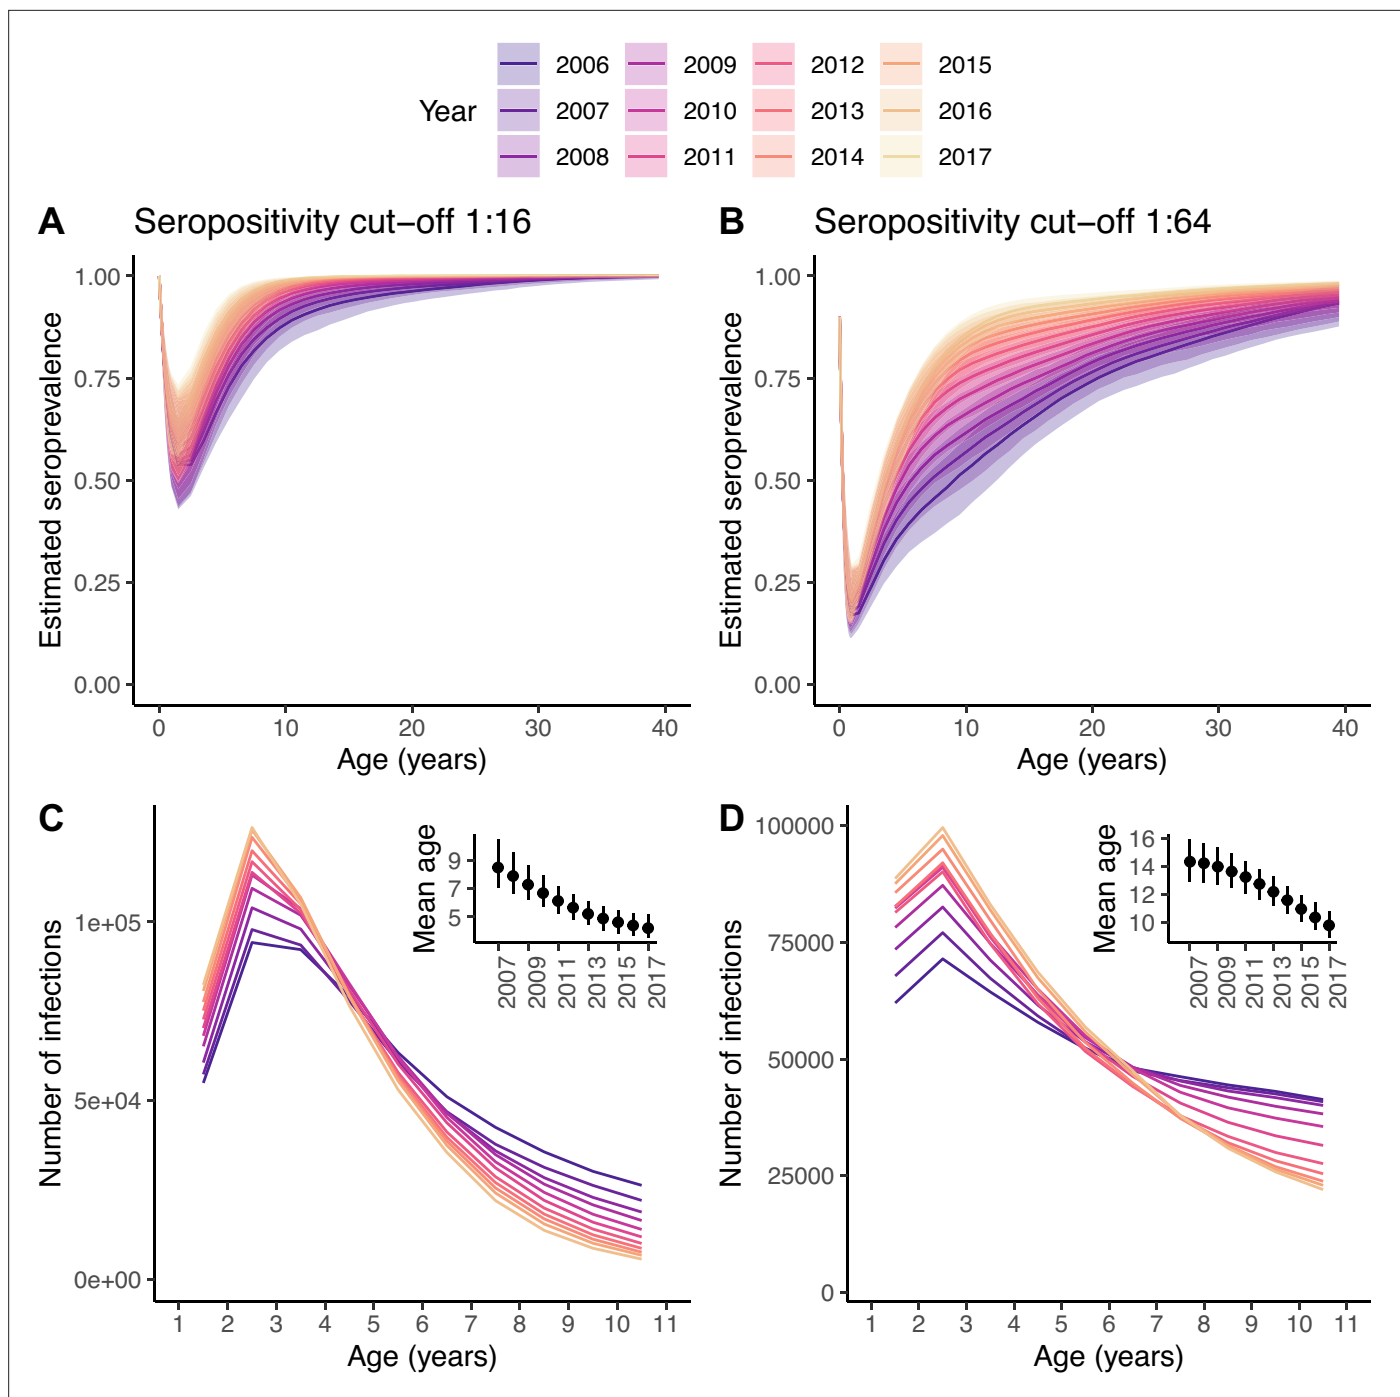 2006 2009 2012 2015
Year 2007 2010 2013 2016
2008 2011 2014 2017
A Seropositivity cut−off 1:16
1.00
0.75
0.50
0.25
0.00
Estimated seroprevalence
0 10 20 30 40
Age (years)
B Seropositivity cut−off 1:64
1.00
0.75
0.50
0.25
0.00
Estimated seroprevalence
0 10 20 30 40
Age (years)
C
1e+05
5e+04
0e+00
Number of infections
1 2 3 4 5 6 7 8 9 10 11
Age (years)
Mean age
9
7
5
2007 2009 2011 2013 2015 2017
D
100000
75000
50000
25000
0
Number of infections
1 2 3 4 5 6 7 8 9 10 11
Age (years)
Mean age
16
14
12
10
2007 2009 2011 2013 2015 2017